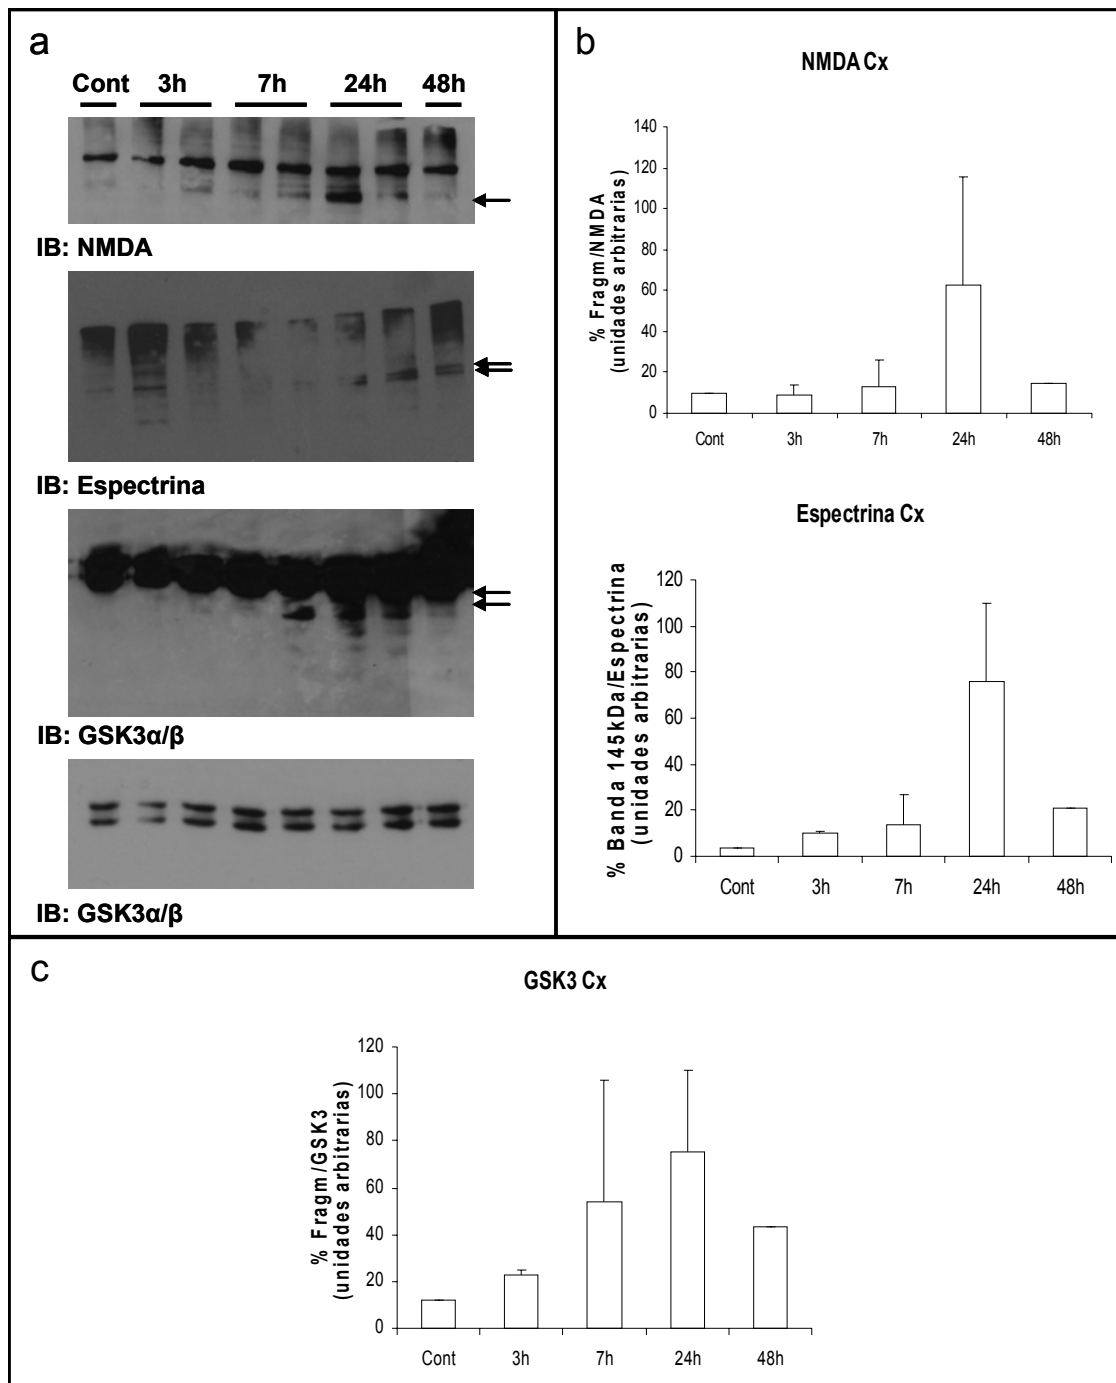 a
Cont 3h 7h 24h 48h
IB: NMDA
IB: Espectrina
IB: GSK3α/β
IB: GSK3α/β
b
NMDA Cx
% Fragm/NMDA
(unidades arbitrarias)
140
120
100
80
60
40
20
0
Cont 3h 7h 24h 48h
Espectrina Cx
% Banda 145kDa/Espectrina
(unidades arbitrarias)
120
100
80
60
40
20
0
Cont 3h 7h 24h 48h
c
GSK3 Cx
% Fragm/GSK3
(unidades arbitrarias)
120
100
80
60
40
20
0
Cont 3h 7h 24h 48h